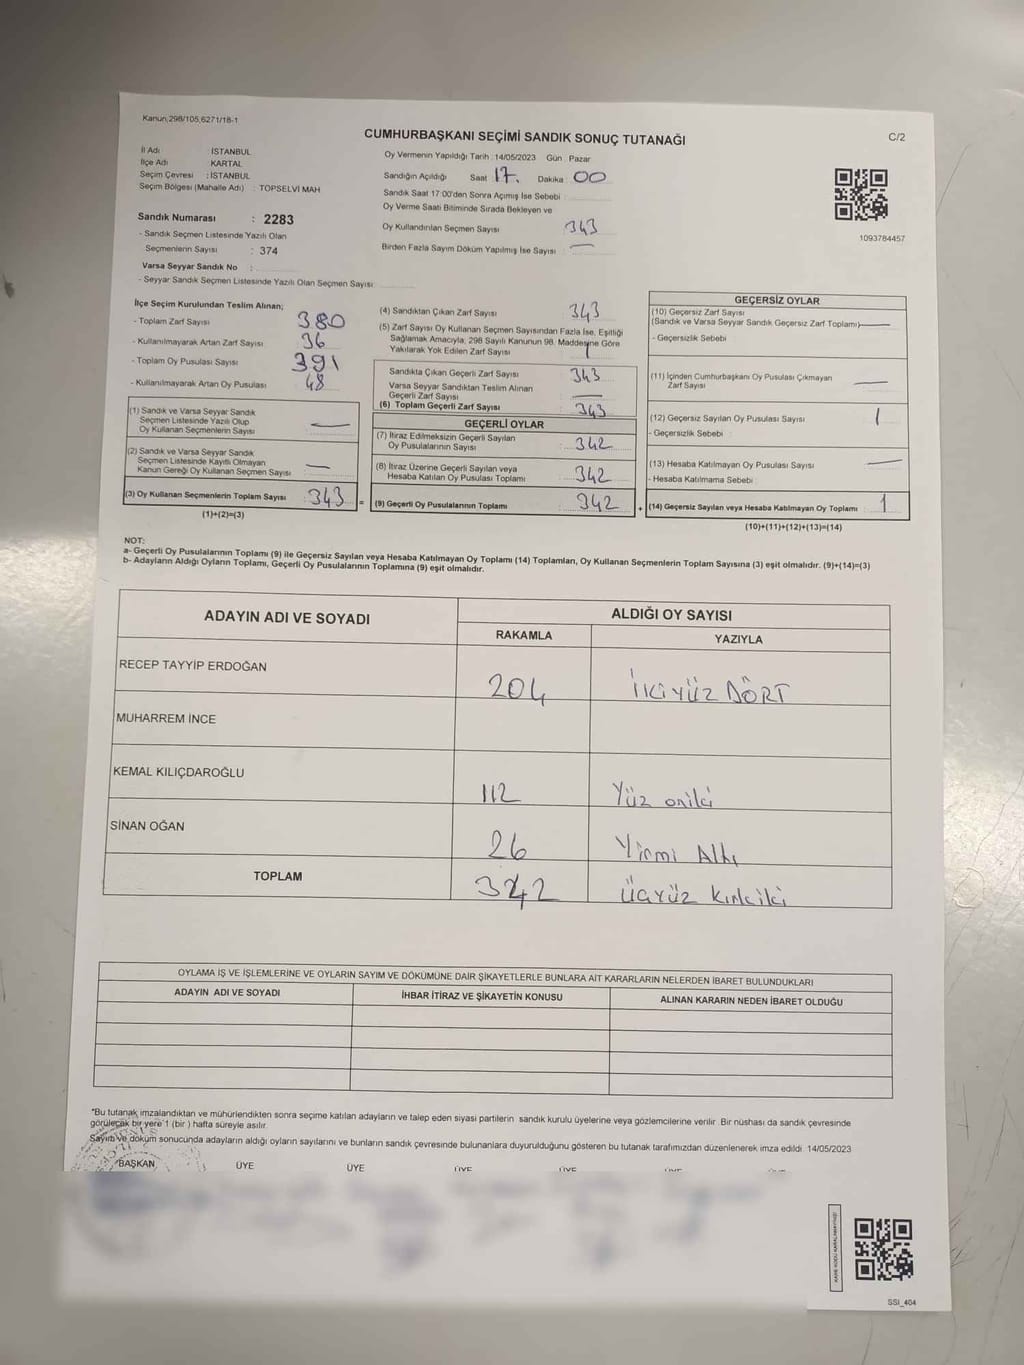 Kanun,298/105,6271/18-1
CUMHURBAŞKANI SEÇİMİ SANDIK SONUÇ TUTANAĞI
C/2
İl Adı : İSTANBUL
İlçe Adı : KARTAL
Seçim Çevresi : İSTANBUL
Seçim Bölgesi (Mahalle Adı) : TOPSELVİ MAH
Sandık Numarası : 2283
- Sandık Seçmen Listesinde Yazılı Olan
Seçmenlerin Sayısı : 374
Varsa Seyyar Sandık No :
- Seyyar Sandık Seçmen Listesinde Yazılı Olan Seçmen Sayısı:
Oy Vermenin Yapıldığı Tarih : 14/05/2023 Gün : Pazar
Sandığın Açıldığı Saat 17. Dakika 00
Sandık Saat 17:00'den Sonra Açımış İse Sebebi
Oy Verme Saati Bitiminde Sırada Bekleyen ve
Oy Kullandırılan Seçmen Sayısı 343
Birden Fazla Sayım Döküm Yapılmış İse Sayısı : —
1093784457
İlçe Seçim Kurulundan Teslim Alınan;
- Toplam Zarf Sayısı 380
- Kullanılmayarak Artan Zarf Sayısı 36
- Toplam Oy Pusulası Sayısı 391
- Kullanılmayarak Artan Oy Pusulası 48
(1) Sandık ve Varsa Seyyar Sandık
Seçmen Listesinde Yazılı Olup
Oy Kullanan Seçmenlerin Sayısı —
(2) Sandık ve Varsa Seyyar Sandık
Seçmen Listesinde Kayıtlı Olmayan
Kanun Gereği Oy Kullanan Seçmen Sayısı —
(3) Oy Kullanan Seçmenlerin Toplam Sayısı 343 =
(1)+(2)=(3)
(4) Sandıktan Çıkan Zarf Sayısı 343
(5) Zarf Sayısı Oy Kullanan Seçmen Sayısından Fazla İse, Eşitliği
Sağlamak Amacıyla, 298 Sayılı Kanunun 98. Maddesine Göre
Yakılarak Yok Edilen Zarf Sayısı
Sandıkta Çıkan Geçerli Zarf Sayısı 343
Varsa Seyyar Sandıktan Teslim Alınan
Geçerli Zarf Sayısı —
(6) Toplam Geçerli Zarf Sayısı 343
GEÇERLİ OYLAR
(7) İtiraz Edilmeksizin Geçerli Sayılan
Oy Pusulalarının Sayısı 342
(8) İtiraz Üzerine Geçerli Sayılan veya
Hesaba Katılan Oy Pusulası Toplamı 342
(9) Geçerli Oy Pusulalarının Toplamı 342 +
GEÇERSİZ OYLAR
(10) Geçersiz Zarf Sayısı
(Sandık ve Varsa Seyyar Sandık Geçersiz Zarf Toplamı) —
- Geçersizlik Sebebi
(11) İçinden Cumhurbaşkanı Oy Pusulası Çıkmayan
Zarf Sayısı —
(12) Geçersiz Sayılan Oy Pusulası Sayısı 1
- Geçersizlik Sebebi :
(13) Hesaba Katılmayan Oy Pusulası Sayısı —
- Hesaba Katılmama Sebebi
(14) Geçersiz Sayılan veya Hesaba Katılmayan Oy Toplamı 1
(10)+(11)+(12)+(13)=(14)
NOT:
a- Geçerli Oy Pusulalarının Toplamı (9) ile Geçersiz Sayılan veya Hesaba Katılmayan Oy Toplamı (14) Toplamları, Oy Kullanan Seçmenlerin Toplam Sayısına (3) eşit olmalıdır. (9)+(14)=(3)
b- Adayların Aldığı Oyların Toplamı, Geçerli Oy Pusulalarının Toplamına (9) eşit olmalıdır.
ADAYIN ADI VE SOYADI ALDIĞI OY SAYISI
RAKAMLA YAZIYLA
RECEP TAYYİP ERDOĞAN 204 İKİYÜZ DÖRT
MUHARREM İNCE
KEMAL KILIÇDAROĞLU 112 Yüz oniki
SİNAN OĞAN 26 Yirmi Altı
TOPLAM 342 ÜÇYÜZ kırkiki
OYLAMA İŞ VE İŞLEMLERİNE VE OYLARIN SAYIM VE DÖKÜMÜNE DAİR ŞİKAYETLERLE BUNLARA AİT KARARLARIN NELERDEN İBARET BULUNDUKLARI
ADAYIN ADI VE SOYADI İHBAR İTİRAZ VE ŞİKAYETİN KONUSU ALINAN KARARIN NEDEN İBARET OLDUĞU
*Bu tutanak imzalandıktan ve mühürlendikten sonra seçime katılan adayların ve talep eden siyasi partilerin sandık kurulu üyelerine veya gözlemcilerine verilir. Bir nüshası da sandık çevresinde
görülecek bir yere 1 (bir ) hafta süreyle asılır.
Sayım ve döküm sonucunda adayların aldığı oyların sayılarını ve bunların sandık çevresinde bulunanlara duyurulduğunu gösteren bu tutanak tarafımızdan düzenlenerek imza edildi. 14/05/2023
BAŞKAN ÜYE ÜYE ÜYE ÜYE
SSI_404